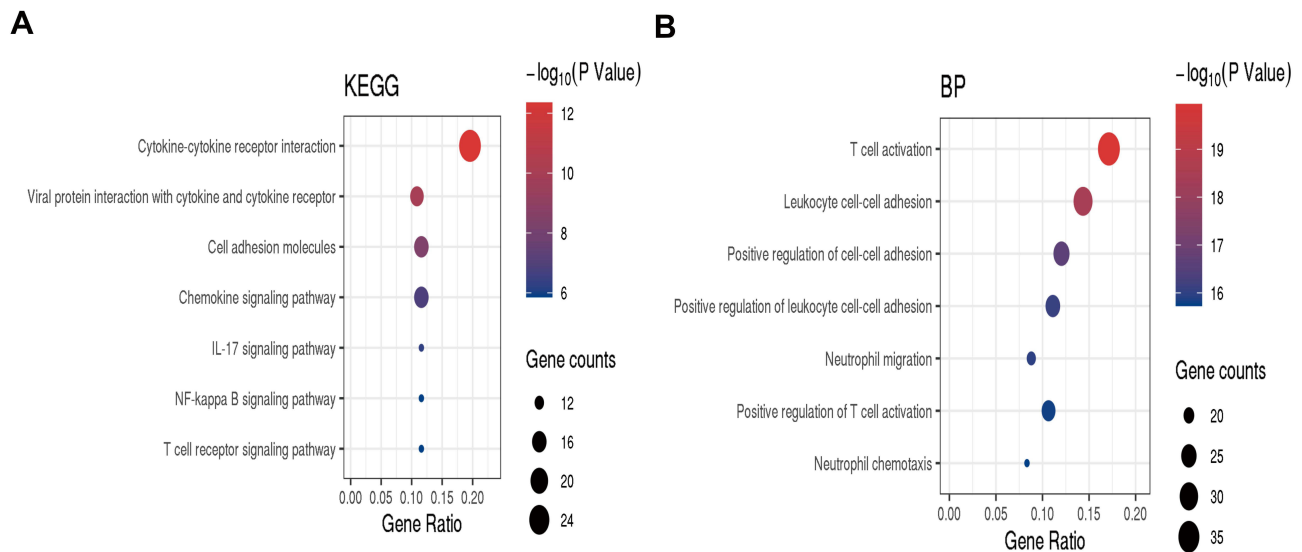 A
KEGG
Cytokine-cytokine receptor interaction
Viral protein interaction with cytokine and cytokine receptor
Cell adhesion molecules
Chemokine signaling pathway
IL-17 signaling pathway
NF-kappa B signaling pathway
T cell receptor signaling pathway
0.00 0.05 0.10 0.15 0.20
Gene Ratio
−log10(P Value)
12
10
8
6
Gene counts
12
16
20
24
B
BP
T cell activation
Leukocyte cell-cell adhesion
Positive regulation of cell-cell adhesion
Positive regulation of leukocyte cell-cell adhesion
Neutrophil migration
Positive regulation of T cell activation
Neutrophil chemotaxis
0.00 0.05 0.10 0.15 0.20
Gene Ratio
−log10(P Value)
19
18
17
16
Gene counts
20
25
30
35